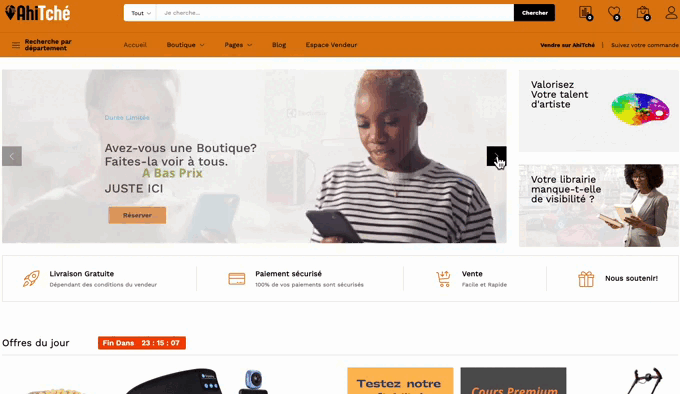 AhiTché
Tout
Je cherche...
Chercher
0
0
0
Recherche par
département
Accueil
Boutique
Pages
Blog
Espace Vendeur
Vendre sur AhiTché
|
Suivez votre commande
Durée Limitée
Avez-vous une Boutique?
Faites-la voir à tous.
A Bas Prix
JUSTE ICI
Réserver
Valorisez
Votre talent
d'artiste
Votre librairie
manque-t-elle
de visibilité ?
Livraison Gratuite
Dépendant des conditions du vendeur
Paiement sécurisé
100% de vos paiements sont sécurisés
Vente
Facile et Rapide
Nous soutenir!
Offres du jour
Fin Dans 23 : 15 : 07
Testez notre
Cours Premium